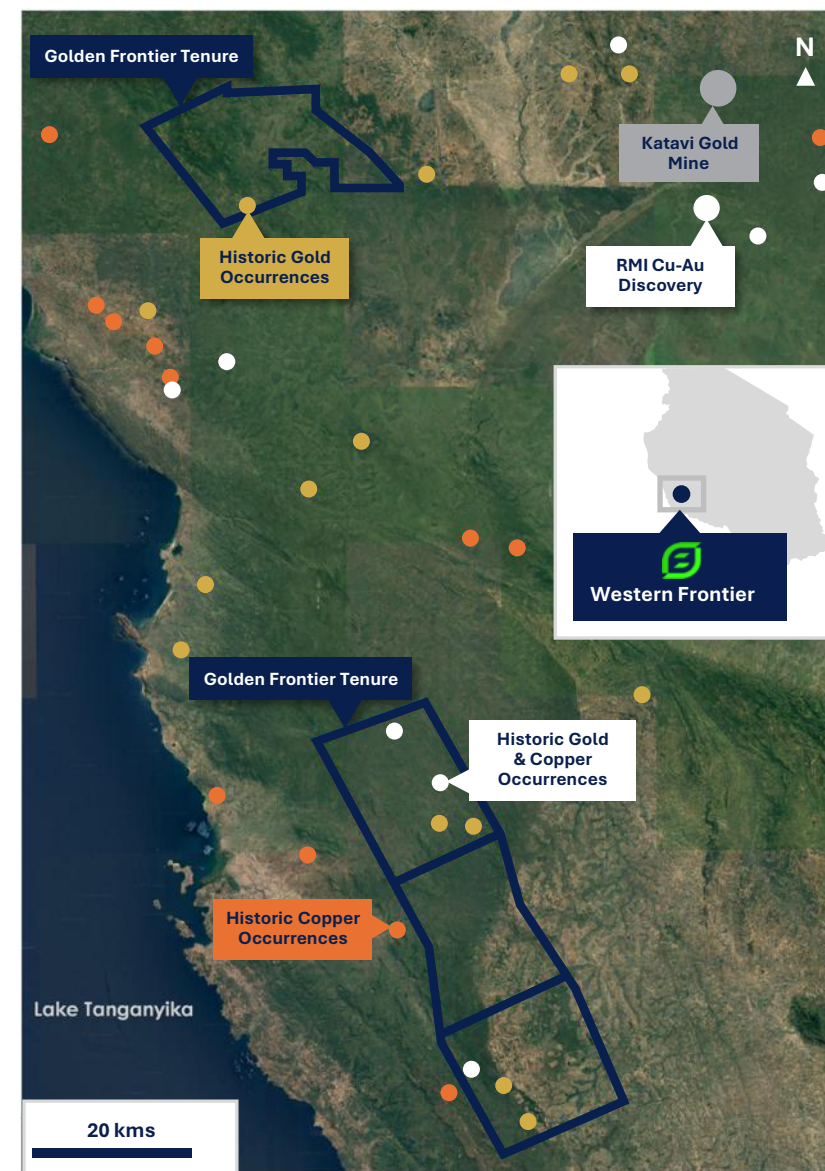 Golden Frontier Tenure
N
Katavi Gold
Mine
RMI Cu-Au
Discovery
Historic Gold
Occurrences
Western Frontier
Golden Frontier Tenure
Historic Gold
& Copper
Occurrences
Historic Copper
Occurrences
Lake Tanganyika
20 kms